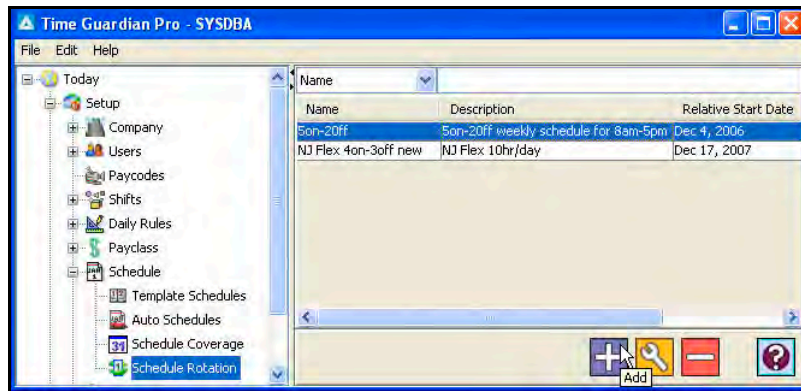 Time Guardian Pro - SYSDBA
File Edit Help
Today
Setup
Company
Users
Paycodes
Shifts
Daily Rules
Payclass
Schedule
Template Schedules
Auto Schedules
Schedule Coverage
Schedule Rotation
Name
Name Description Relative Start Date
5on-2Off 5on-2Off weekly schedule for 8am-5pm Dec 4, 2006
NJ Flex 4on-3off new NJ Flex 10hr/day Dec 17, 2007
Add